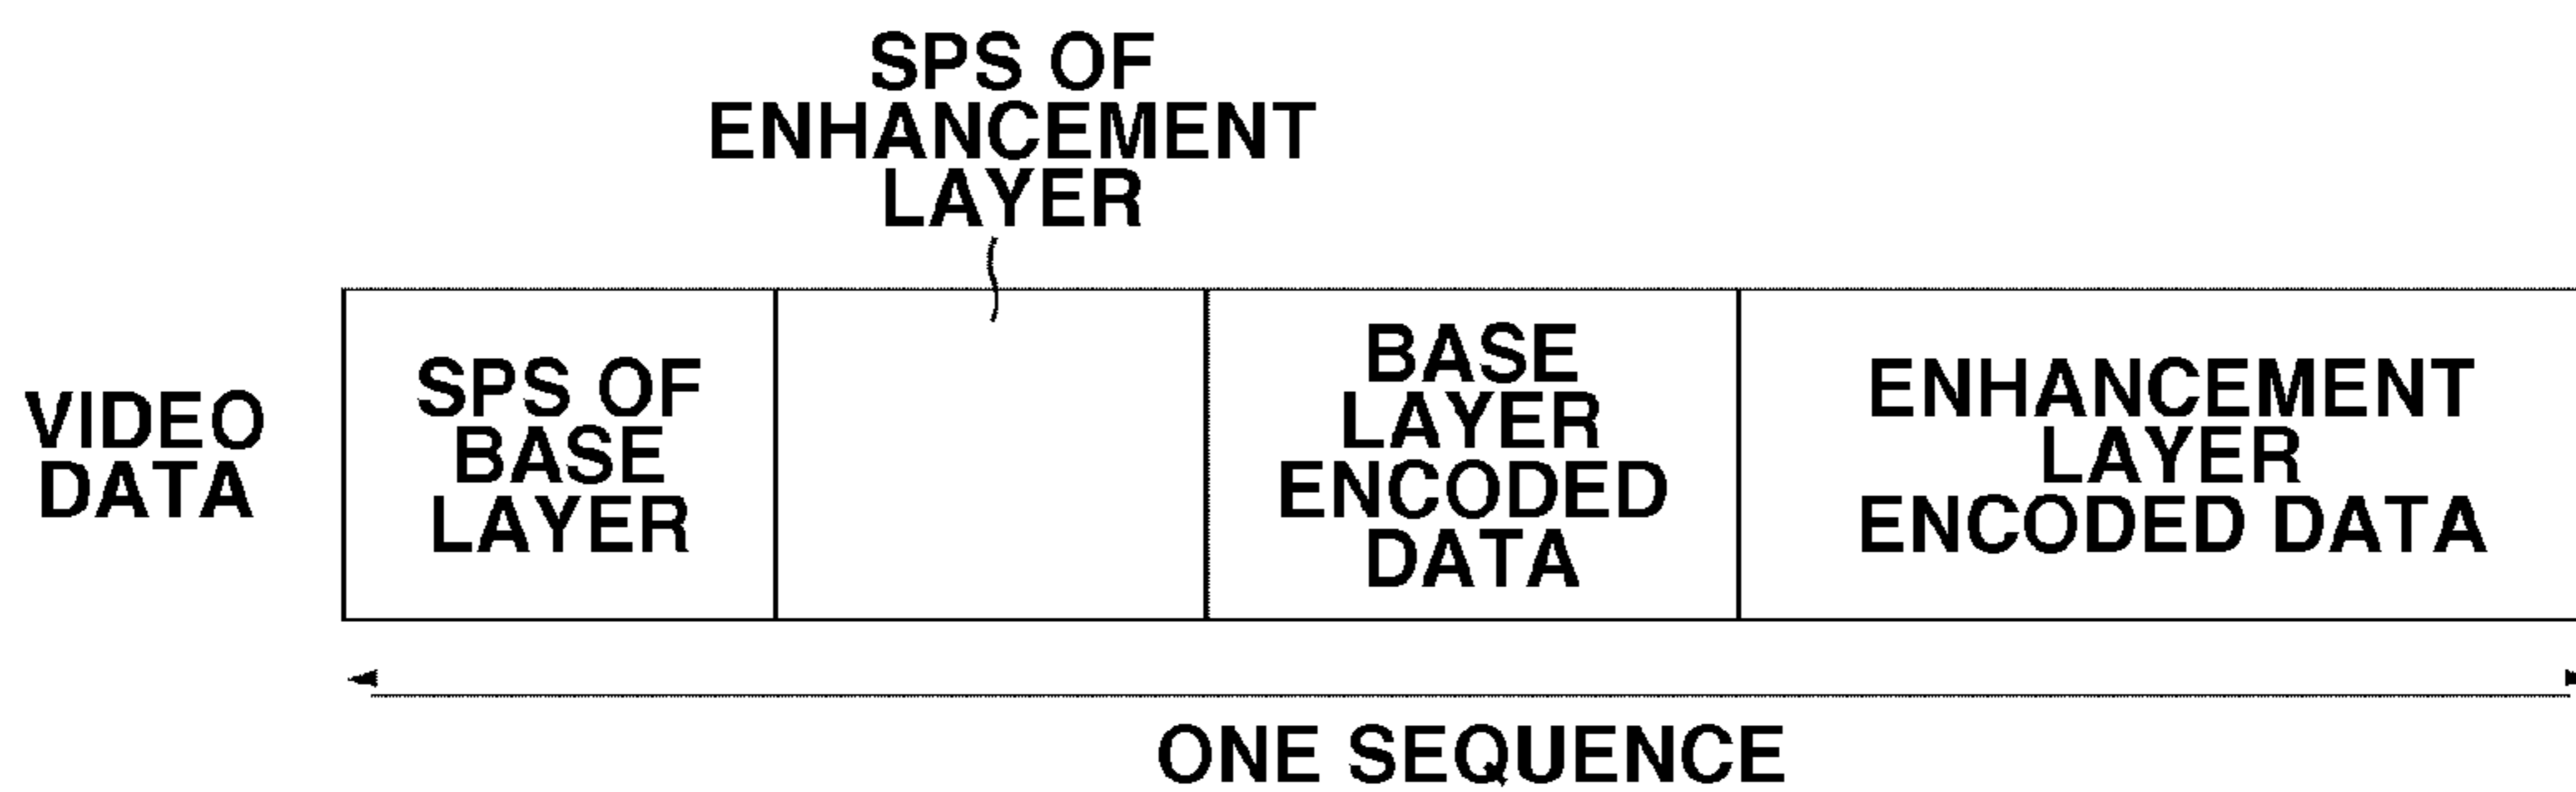 SPS OF
ENHANCEMENT
LAYER
VIDEO
DATA
SPS OF
BASE
LAYER
BASE
LAYER
ENCODED
DATA
ENHANCEMENT
LAYER
ENCODED DATA
ONE SEQUENCE